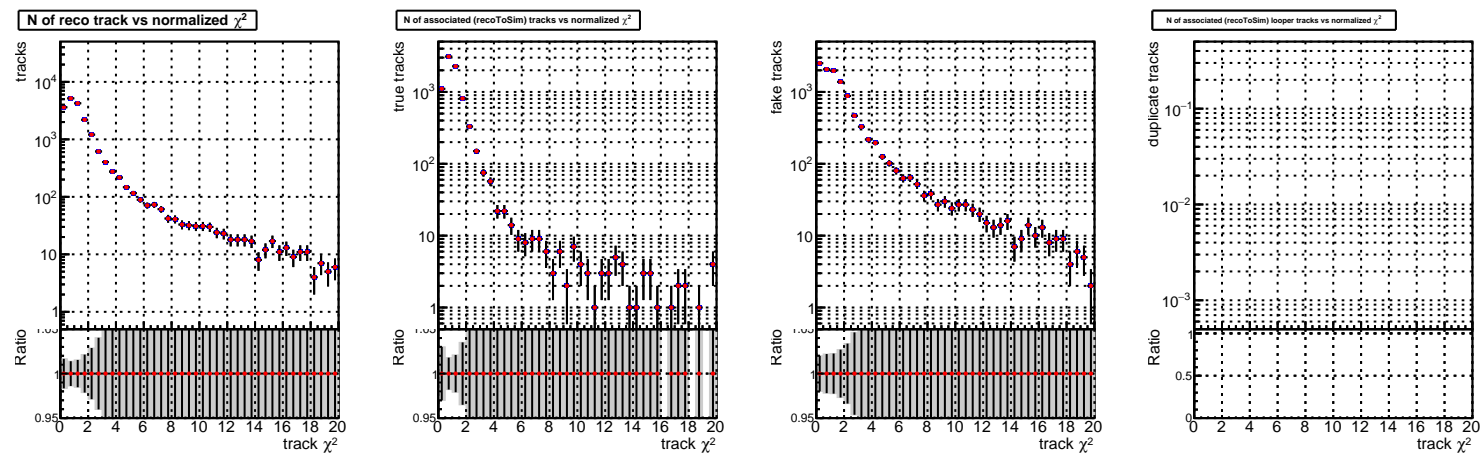 N of reco track vs normalized χ²
tracks
10⁴
10³
10²
10
1
Ratio
1.05
1
0.95
0 2 4 6 8 10 12 14 16 18 20
track χ²
N of associated (recoToSim) tracks vs normalized χ²
true tracks
10³
10²
10
1
Ratio
1.05
1
0.95
0 2 4 6 8 10 12 14 16 18 20
track χ²
fake tracks
10³
10²
10
1
Ratio
1.05
1
0.95
0 2 4 6 8 10 12 14 16 18 20
track χ²
N of associated (recoToSim) looper tracks vs normalized χ²
duplicate tracks
10⁻¹
10⁻²
10⁻³
Ratio
1
0.5
0
0 2 4 6 8 10 12 14 16 18 20
track χ²